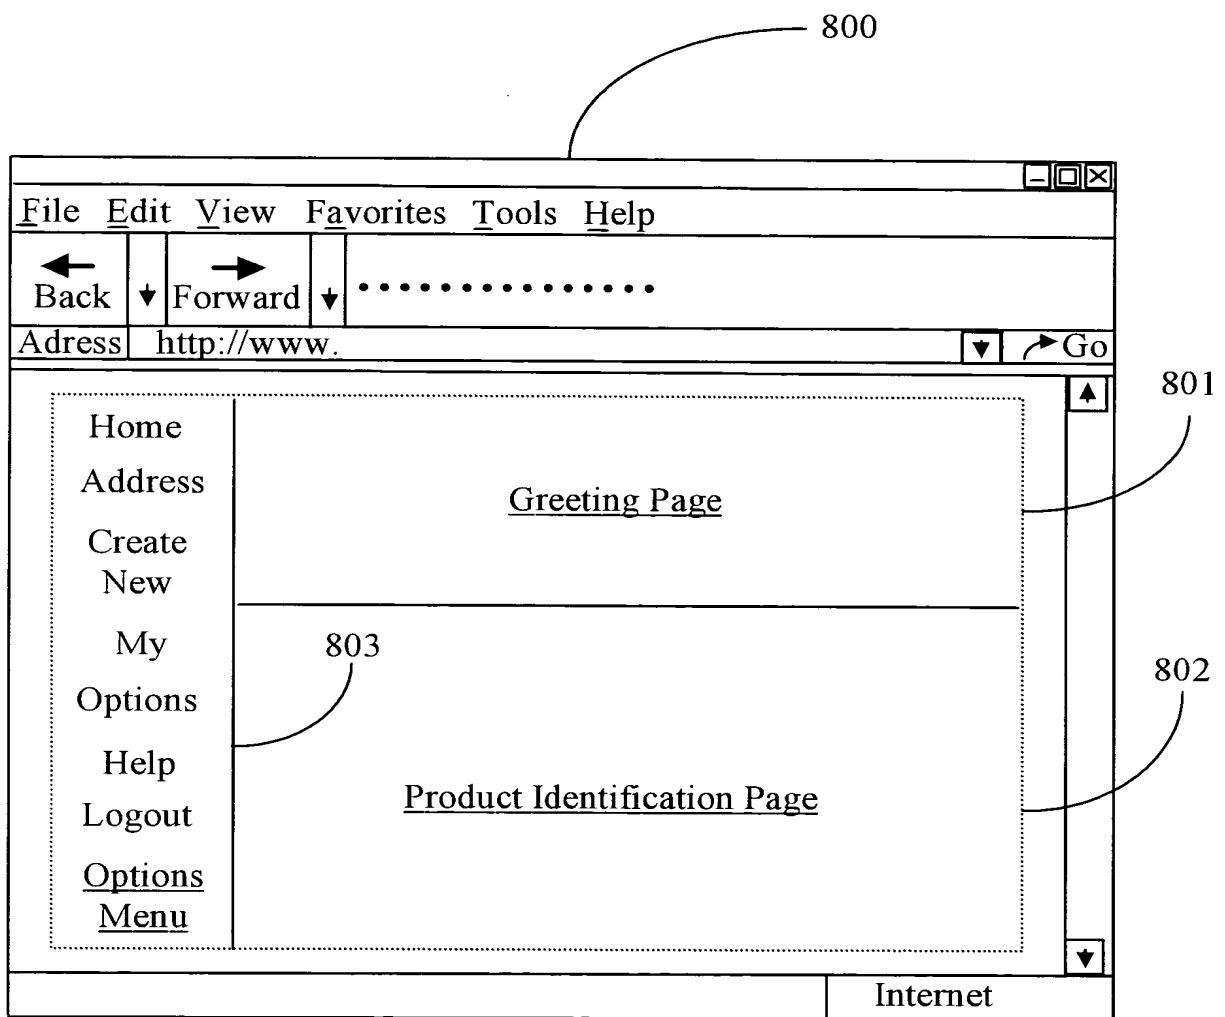 800
File Edit View Favorites Tools Help
Back Forward
Adress http://www. Go
801
Home
Address
Greeting Page
Create
New
My
803
802
Options
Help
Product Identification Page
Logout
Options
Menu
Internet